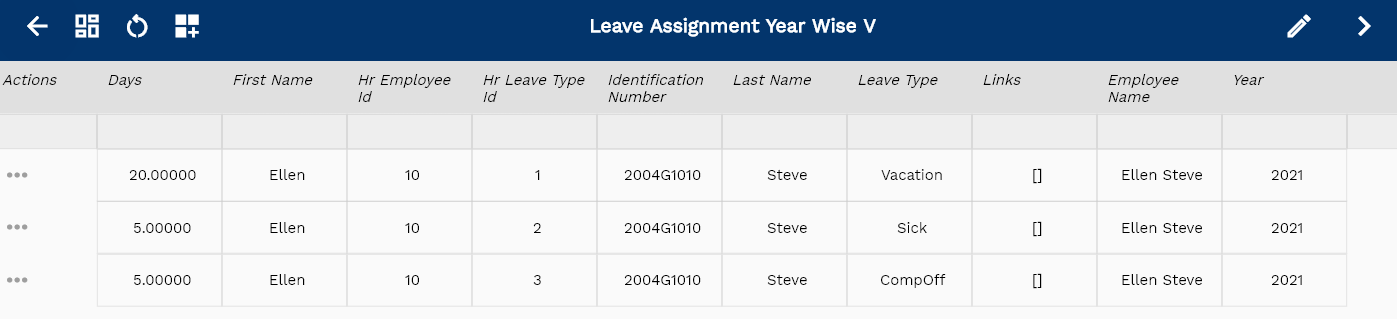 Leave Assignment Year Wise V
Actions Days First Name Hr Employee Id Hr Leave Type Id Identification Number Last Name Leave Type Links Employee Name Year
20.00000 Ellen 10 1 2004G1010 Steve Vacation [] Ellen Steve 2021
5.00000 Ellen 10 2 2004G1010 Steve Sick [] Ellen Steve 2021
5.00000 Ellen 10 3 2004G1010 Steve CompOff [] Ellen Steve 2021